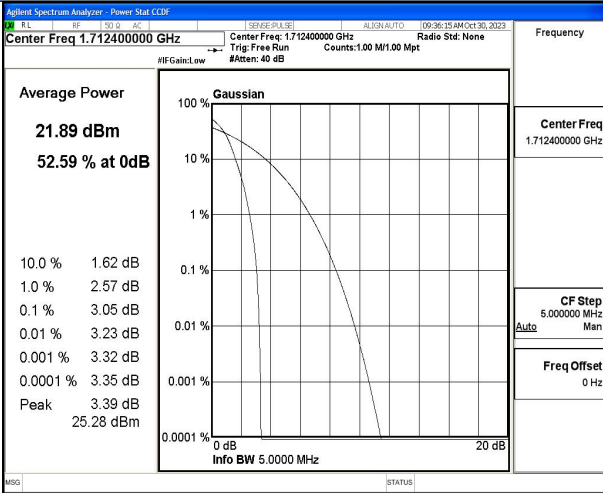 Agilent Spectrum Analyzer - Power Stat CCDF
RL RF 50 Ω AC SENSE:PULSE ALIGN AUTO 09:36:15 AM Oct 30, 2023
Center Freq 1.712400000 GHz
Center Freq: 1.712400000 GHz Radio Std: None
Trig: Free Run Counts:1.00 M/1.00 Mpt
#IFGain:Low #Atten: 40 dB
Frequency
Average Power
21.89 dBm
52.59 % at 0dB
10.0 % 1.62 dB
1.0 % 2.57 dB
0.1 % 3.05 dB
0.01 % 3.23 dB
0.001 % 3.32 dB
0.0001 % 3.35 dB
Peak 3.39 dB
25.28 dBm
Gaussian
100 %
10 %
1 %
0.1 %
0.01 %
0.001 %
0.0001 %
0 dB 20 dB
Info BW 5.0000 MHz
Center Freq
1.712400000 GHz
CF Step
5.000000 MHz
Auto Man
Freq Offset
0 Hz
MSG STATUS